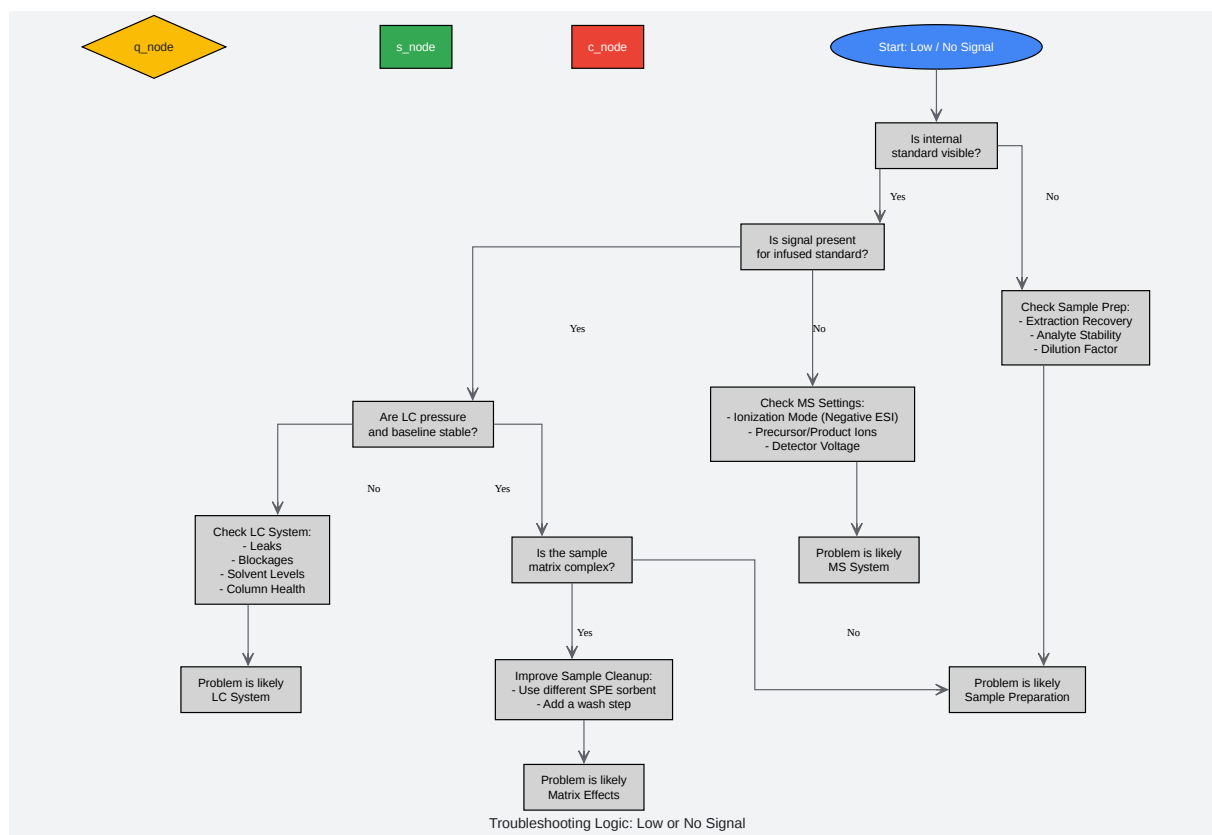 q_node
s_node
c_node
Start: Low / No Signal
Is internal
standard visible?
Yes
No
Is signal present
for infused standard?
Check Sample Prep:
- Extraction Recovery
- Analyte Stability
- Dilution Factor
Yes
No
Are LC pressure
and baseline stable?
Check MS Settings:
- Ionization Mode (Negative ESI)
- Precursor/Product Ions
- Detector Voltage
No
Yes
Check LC System:
- Leaks
- Blockages
- Solvent Levels
- Column Health
Is the sample
matrix complex?
Problem is likely
MS System
Yes
No
Problem is likely
LC System
Improve Sample Cleanup:
- Use different SPE sorbent
- Add a wash step
Problem is likely
Sample Preparation
Problem is likely
Matrix Effects
Troubleshooting Logic: Low or No Signal